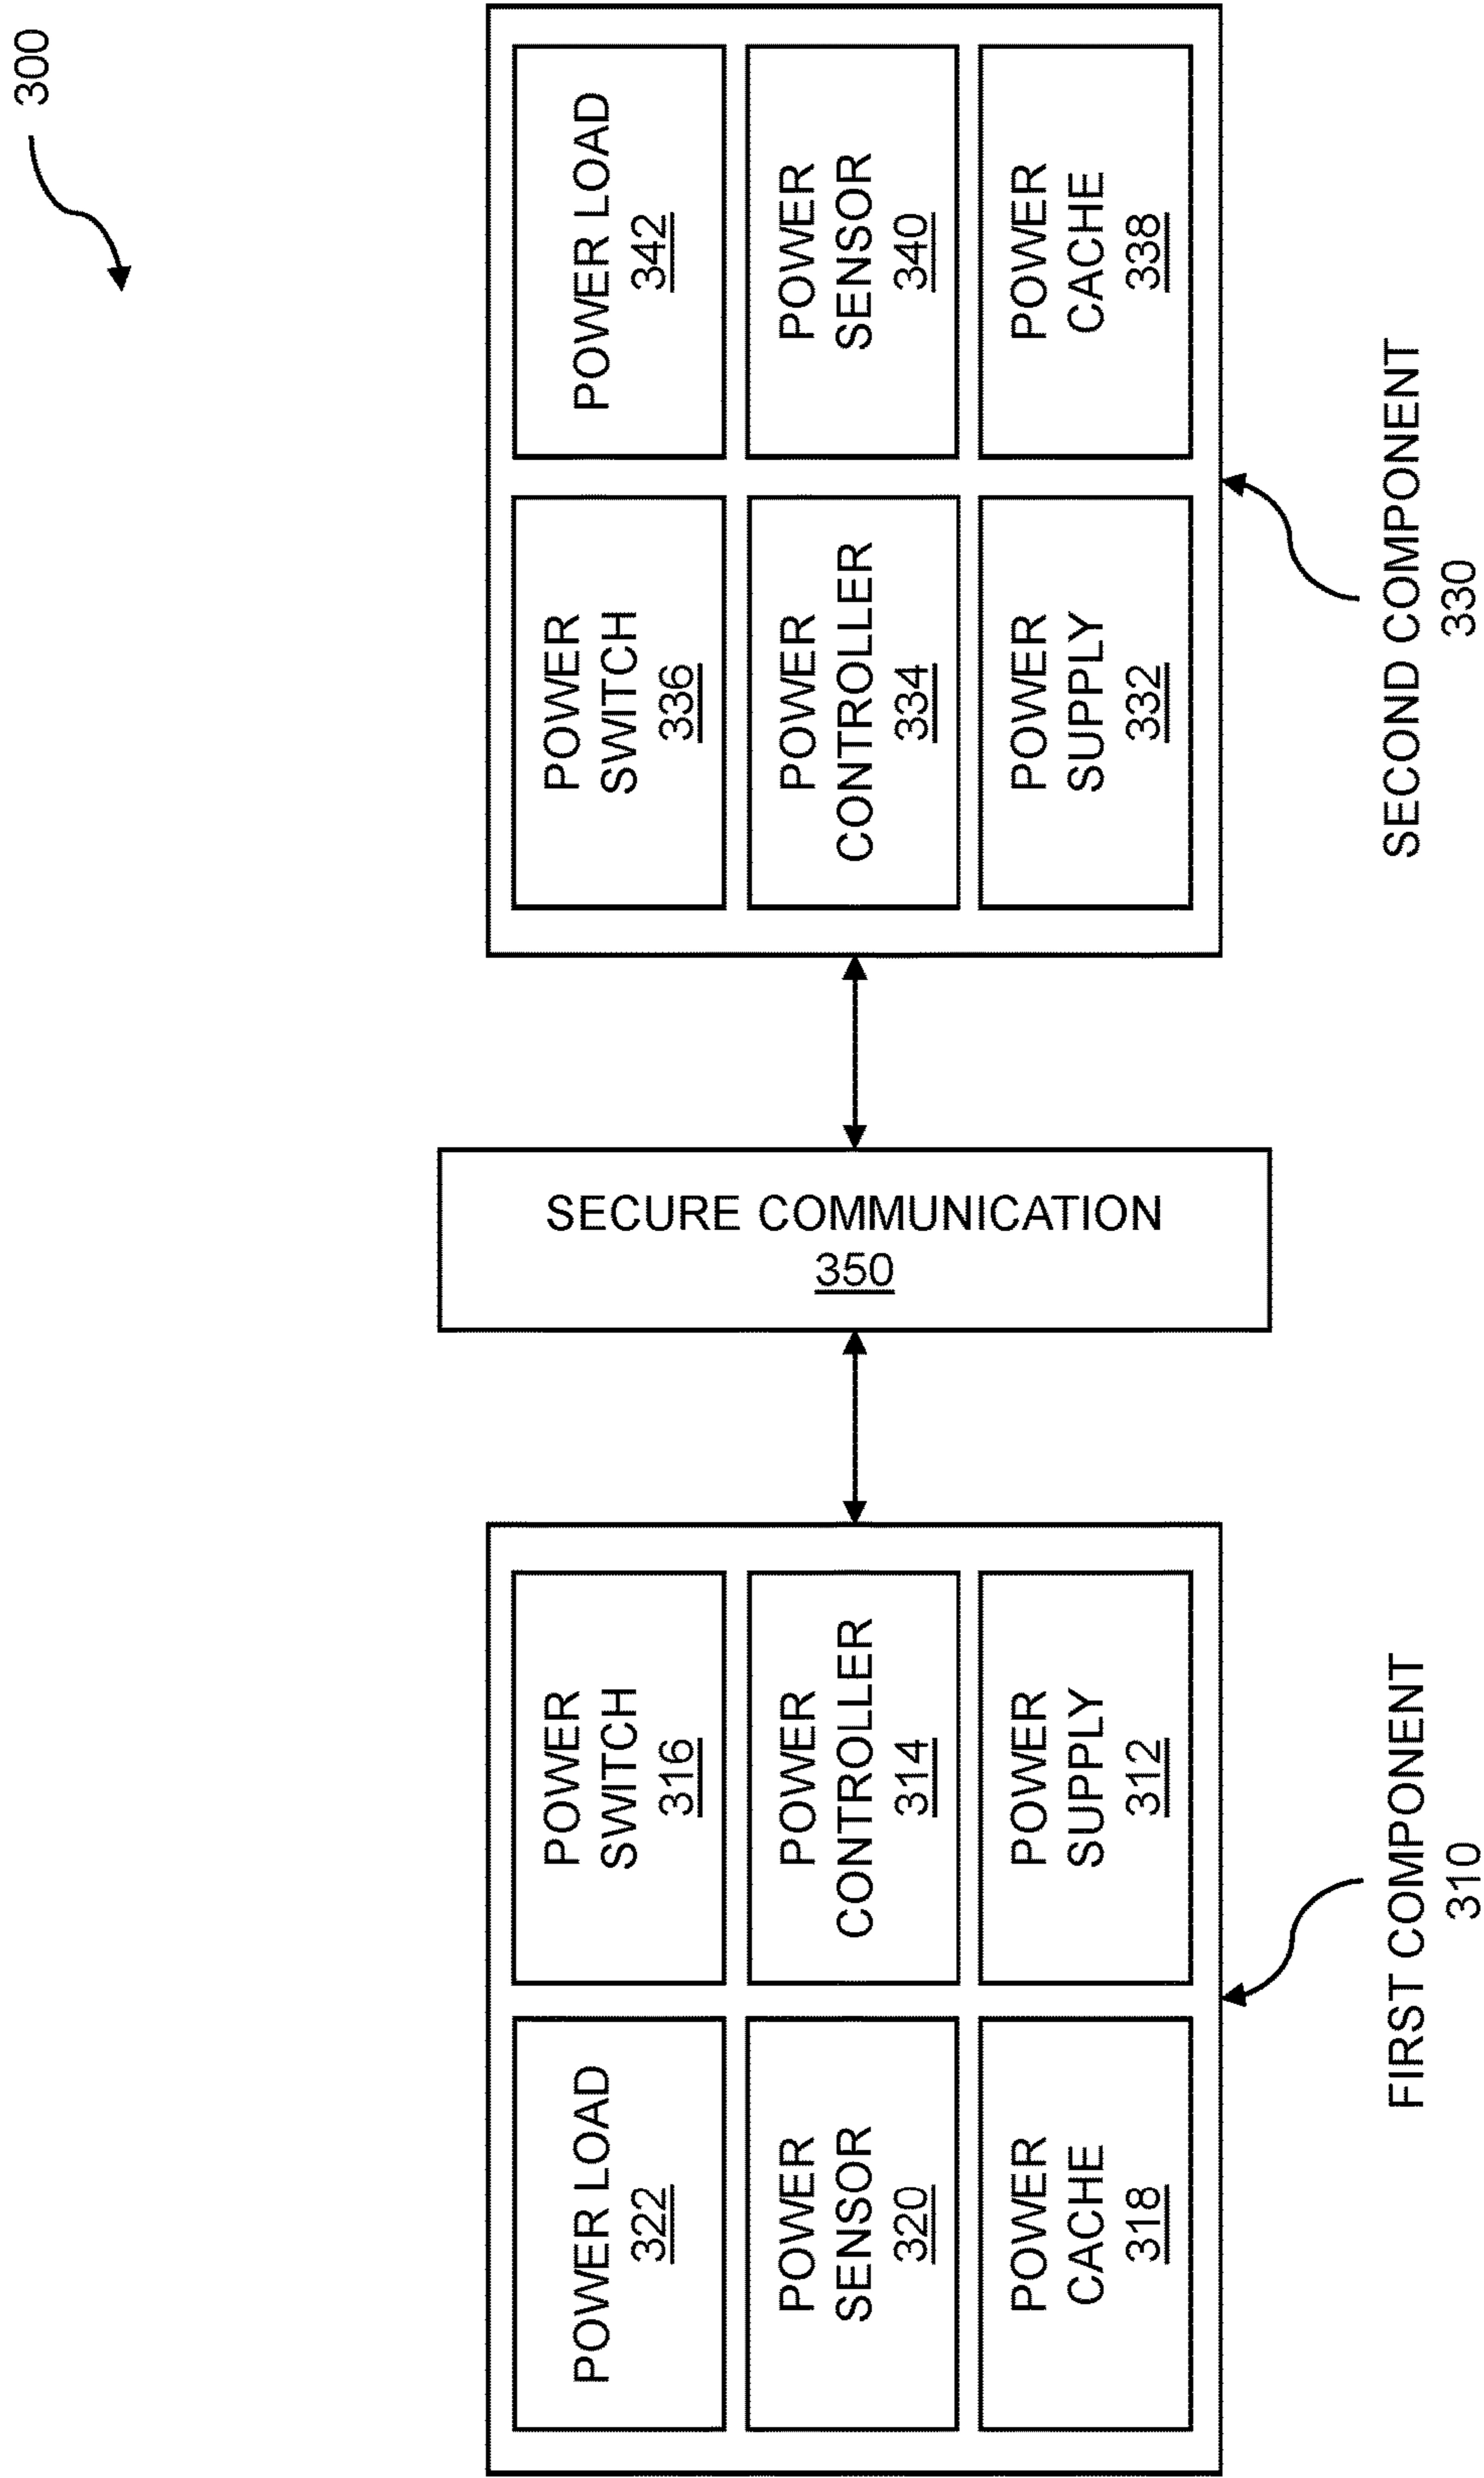 300
POWER LOAD
322
POWER
SWITCH
316
POWER
SENSOR
320
POWER
CONTROLLER
314
POWER
CACHE
318
POWER
SUPPLY
312
FIRST COMPONENT
310
SECURE COMMUNICATION
350
POWER
SWITCH
336
POWER LOAD
342
POWER
CONTROLLER
334
POWER
SENSOR
340
POWER
SUPPLY
332
POWER
CACHE
338
SECOND COMPONENT
330